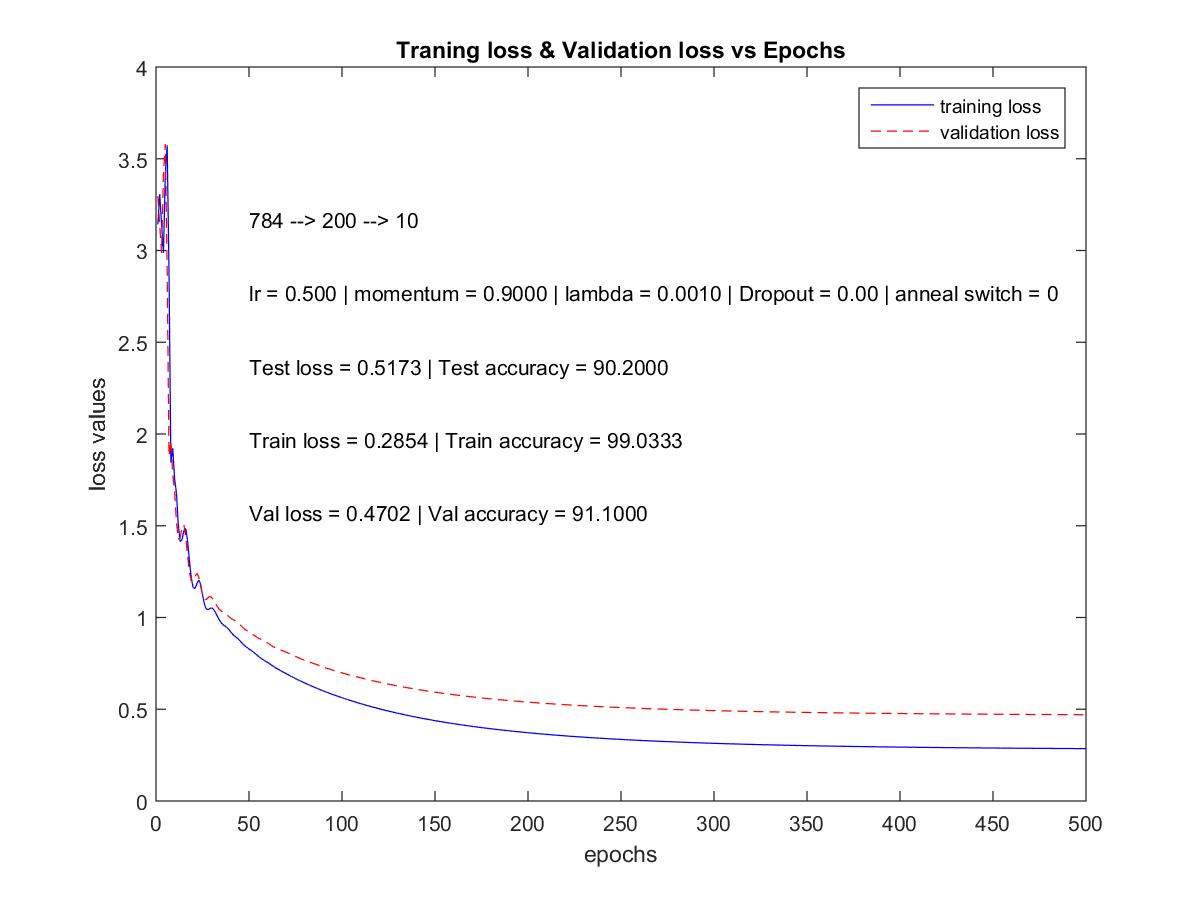 Traning loss & Validation loss vs Epochs
training loss
validation loss
784 --> 200 --> 10
lr = 0.500 | momentum = 0.9000 | lambda = 0.0010 | Dropout = 0.00 | anneal switch = 0
Test loss = 0.5173 | Test accuracy = 90.2000
Train loss = 0.2854 | Train accuracy = 99.0333
Val loss = 0.4702 | Val accuracy = 91.1000
loss values
4
3.5
3
2.5
2
1.5
1
0.5
0
0 50 100 150 200 250 300 350 400 450 500
epochs